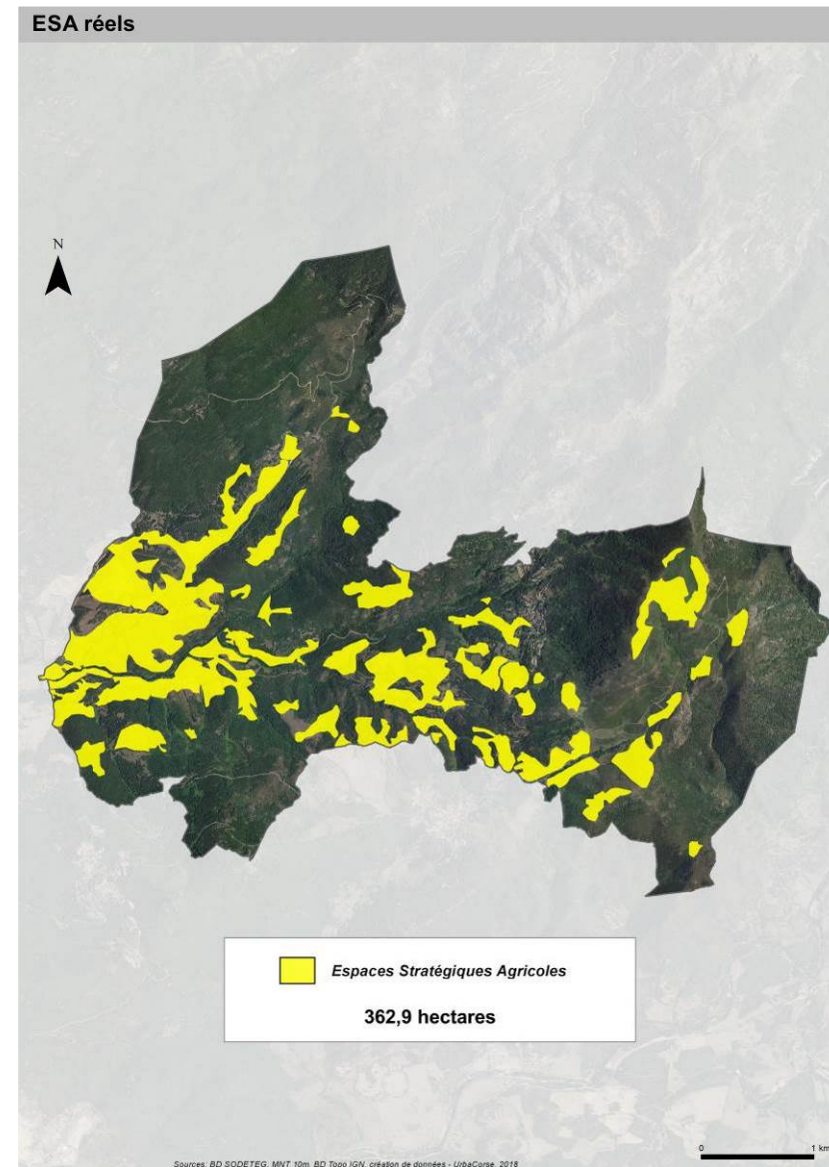 ESA réels
N
Espaces Stratégiques Agricoles
362,9 hectares
0 1 km
Sources: BD SODETEG, MNT 10m, BD Topo IGN, création de données - UrbaCorse, 2018